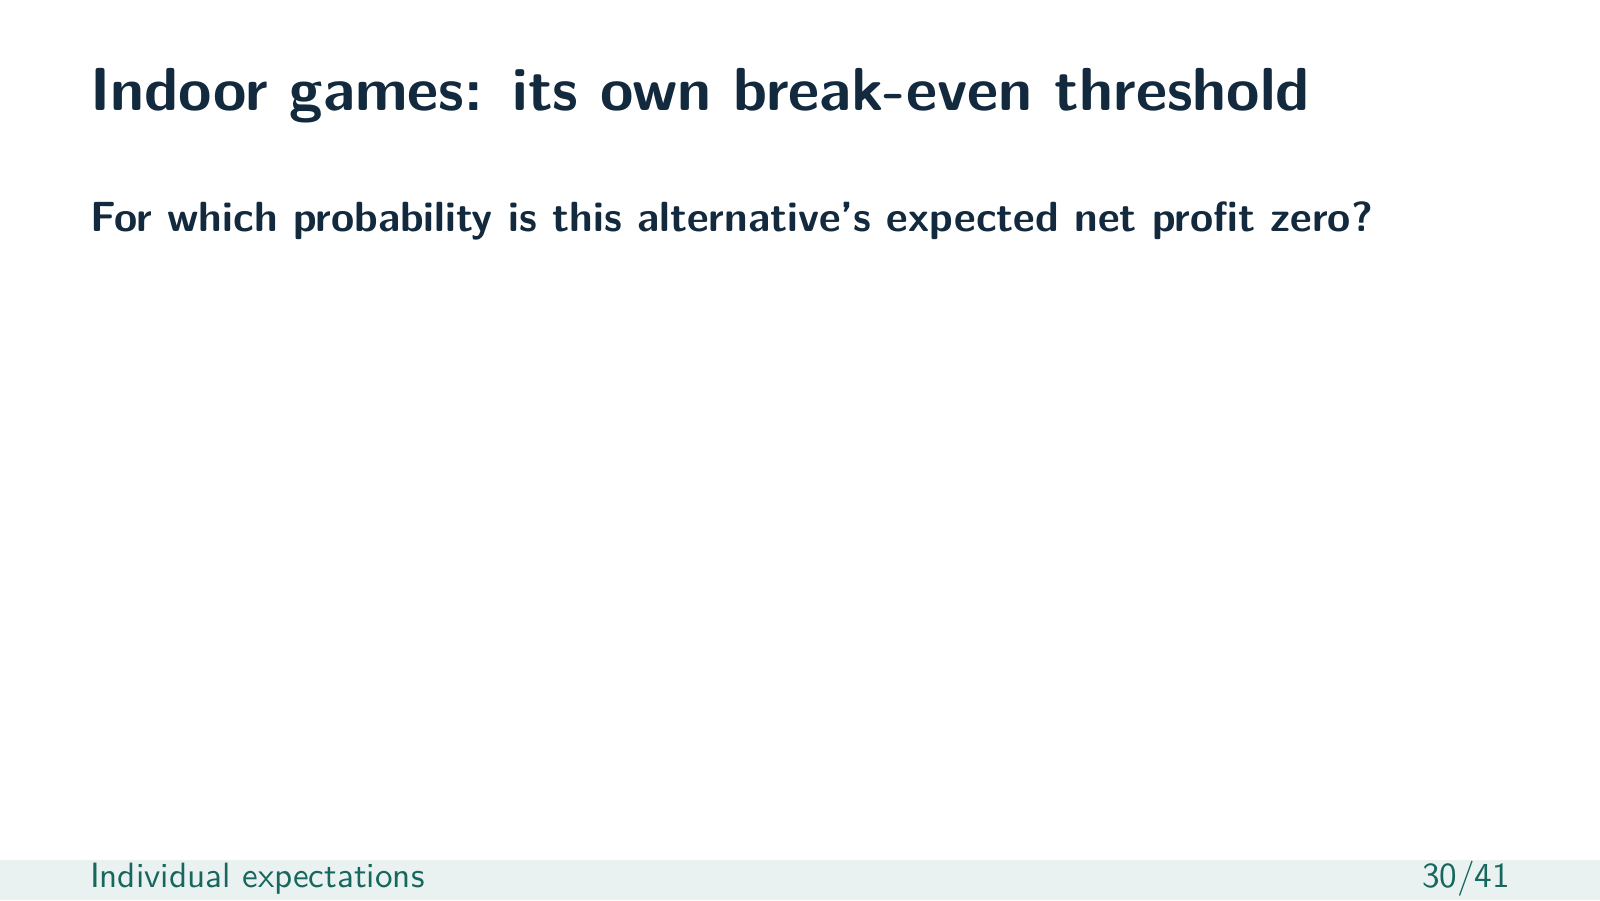 Indoor games: its own break-even threshold
For which probability is this alternative's expected net profit zero?
Individual expectations
30/41